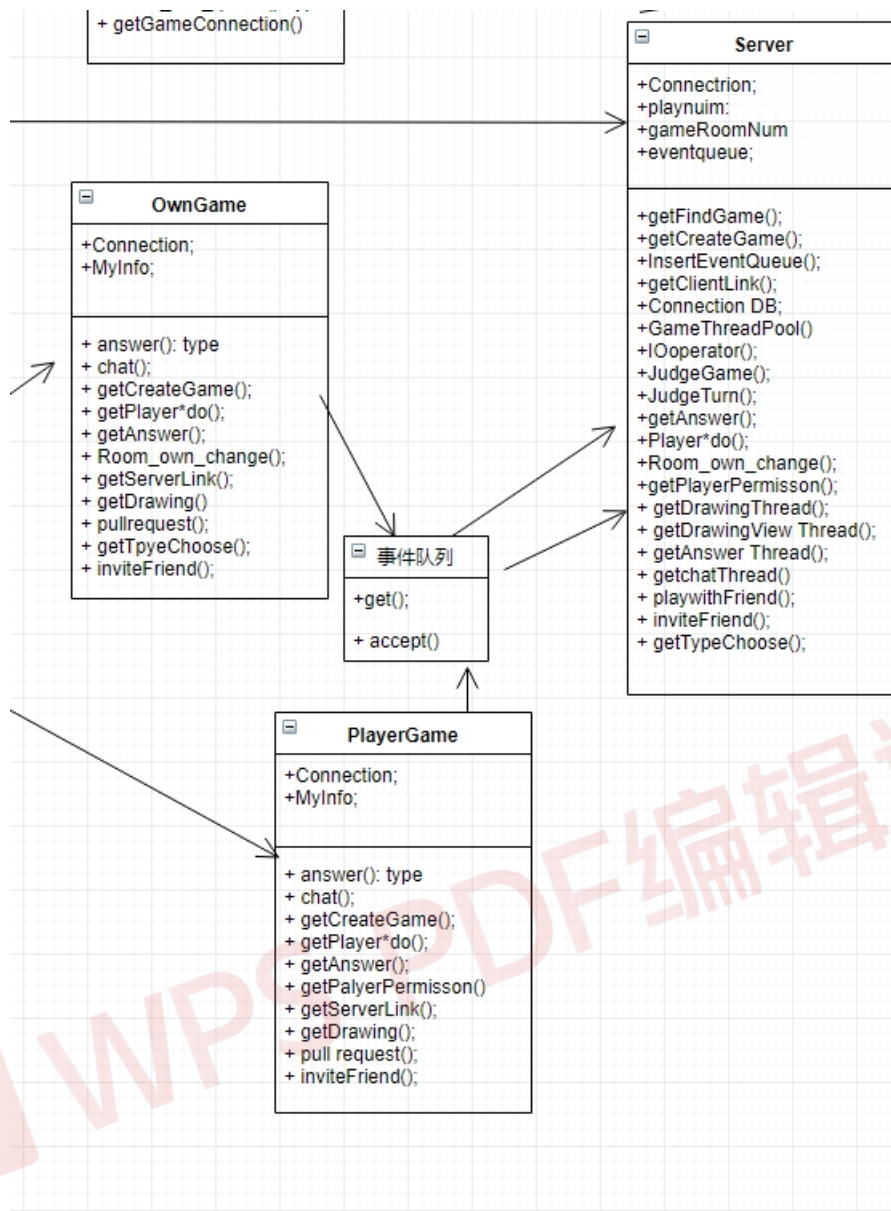 + getGameConnection()
Server
+Connectrion;
+playnuim:
+gameRoomNum
+eventqueue;
+getFindGame();
+getCreateGame();
+InsertEventQueue();
+getClientLink();
+Connection DB;
+GameThreadPool()
+IOoperator();
+JudgeGame();
+JudgeTurn();
+getAnswer();
+Player*do();
+Room_own_change();
+getPlayerPermisson();
+ getDrawingThread();
+ getDrawingView Thread();
+ getAnswer Thread();
+ getchatThread()
+ playwithFriend();
+ inviteFriend();
+ getTypeChoose();
OwnGame
+Connection;
+MyInfo;
+ answer(): type
+ chat();
+ getCreateGame();
+ getPlayer*do();
+ getAnswer();
+ Room_own_change();
+ getServerLink();
+ getDrawing()
+ pullrequest();
+ getTpyeChoose();
+ inviteFriend();
事件队列
+get();
+ accept()
PlayerGame
+Connection;
+MyInfo;
+ answer(): type
+ chat();
+ getCreateGame();
+ getPlayer*do();
+ getAnswer();
+ getPalyerPermisson()
+ getServerLink();
+ getDrawing();
+ pull request();
+ inviteFriend();
WPS PDF编辑